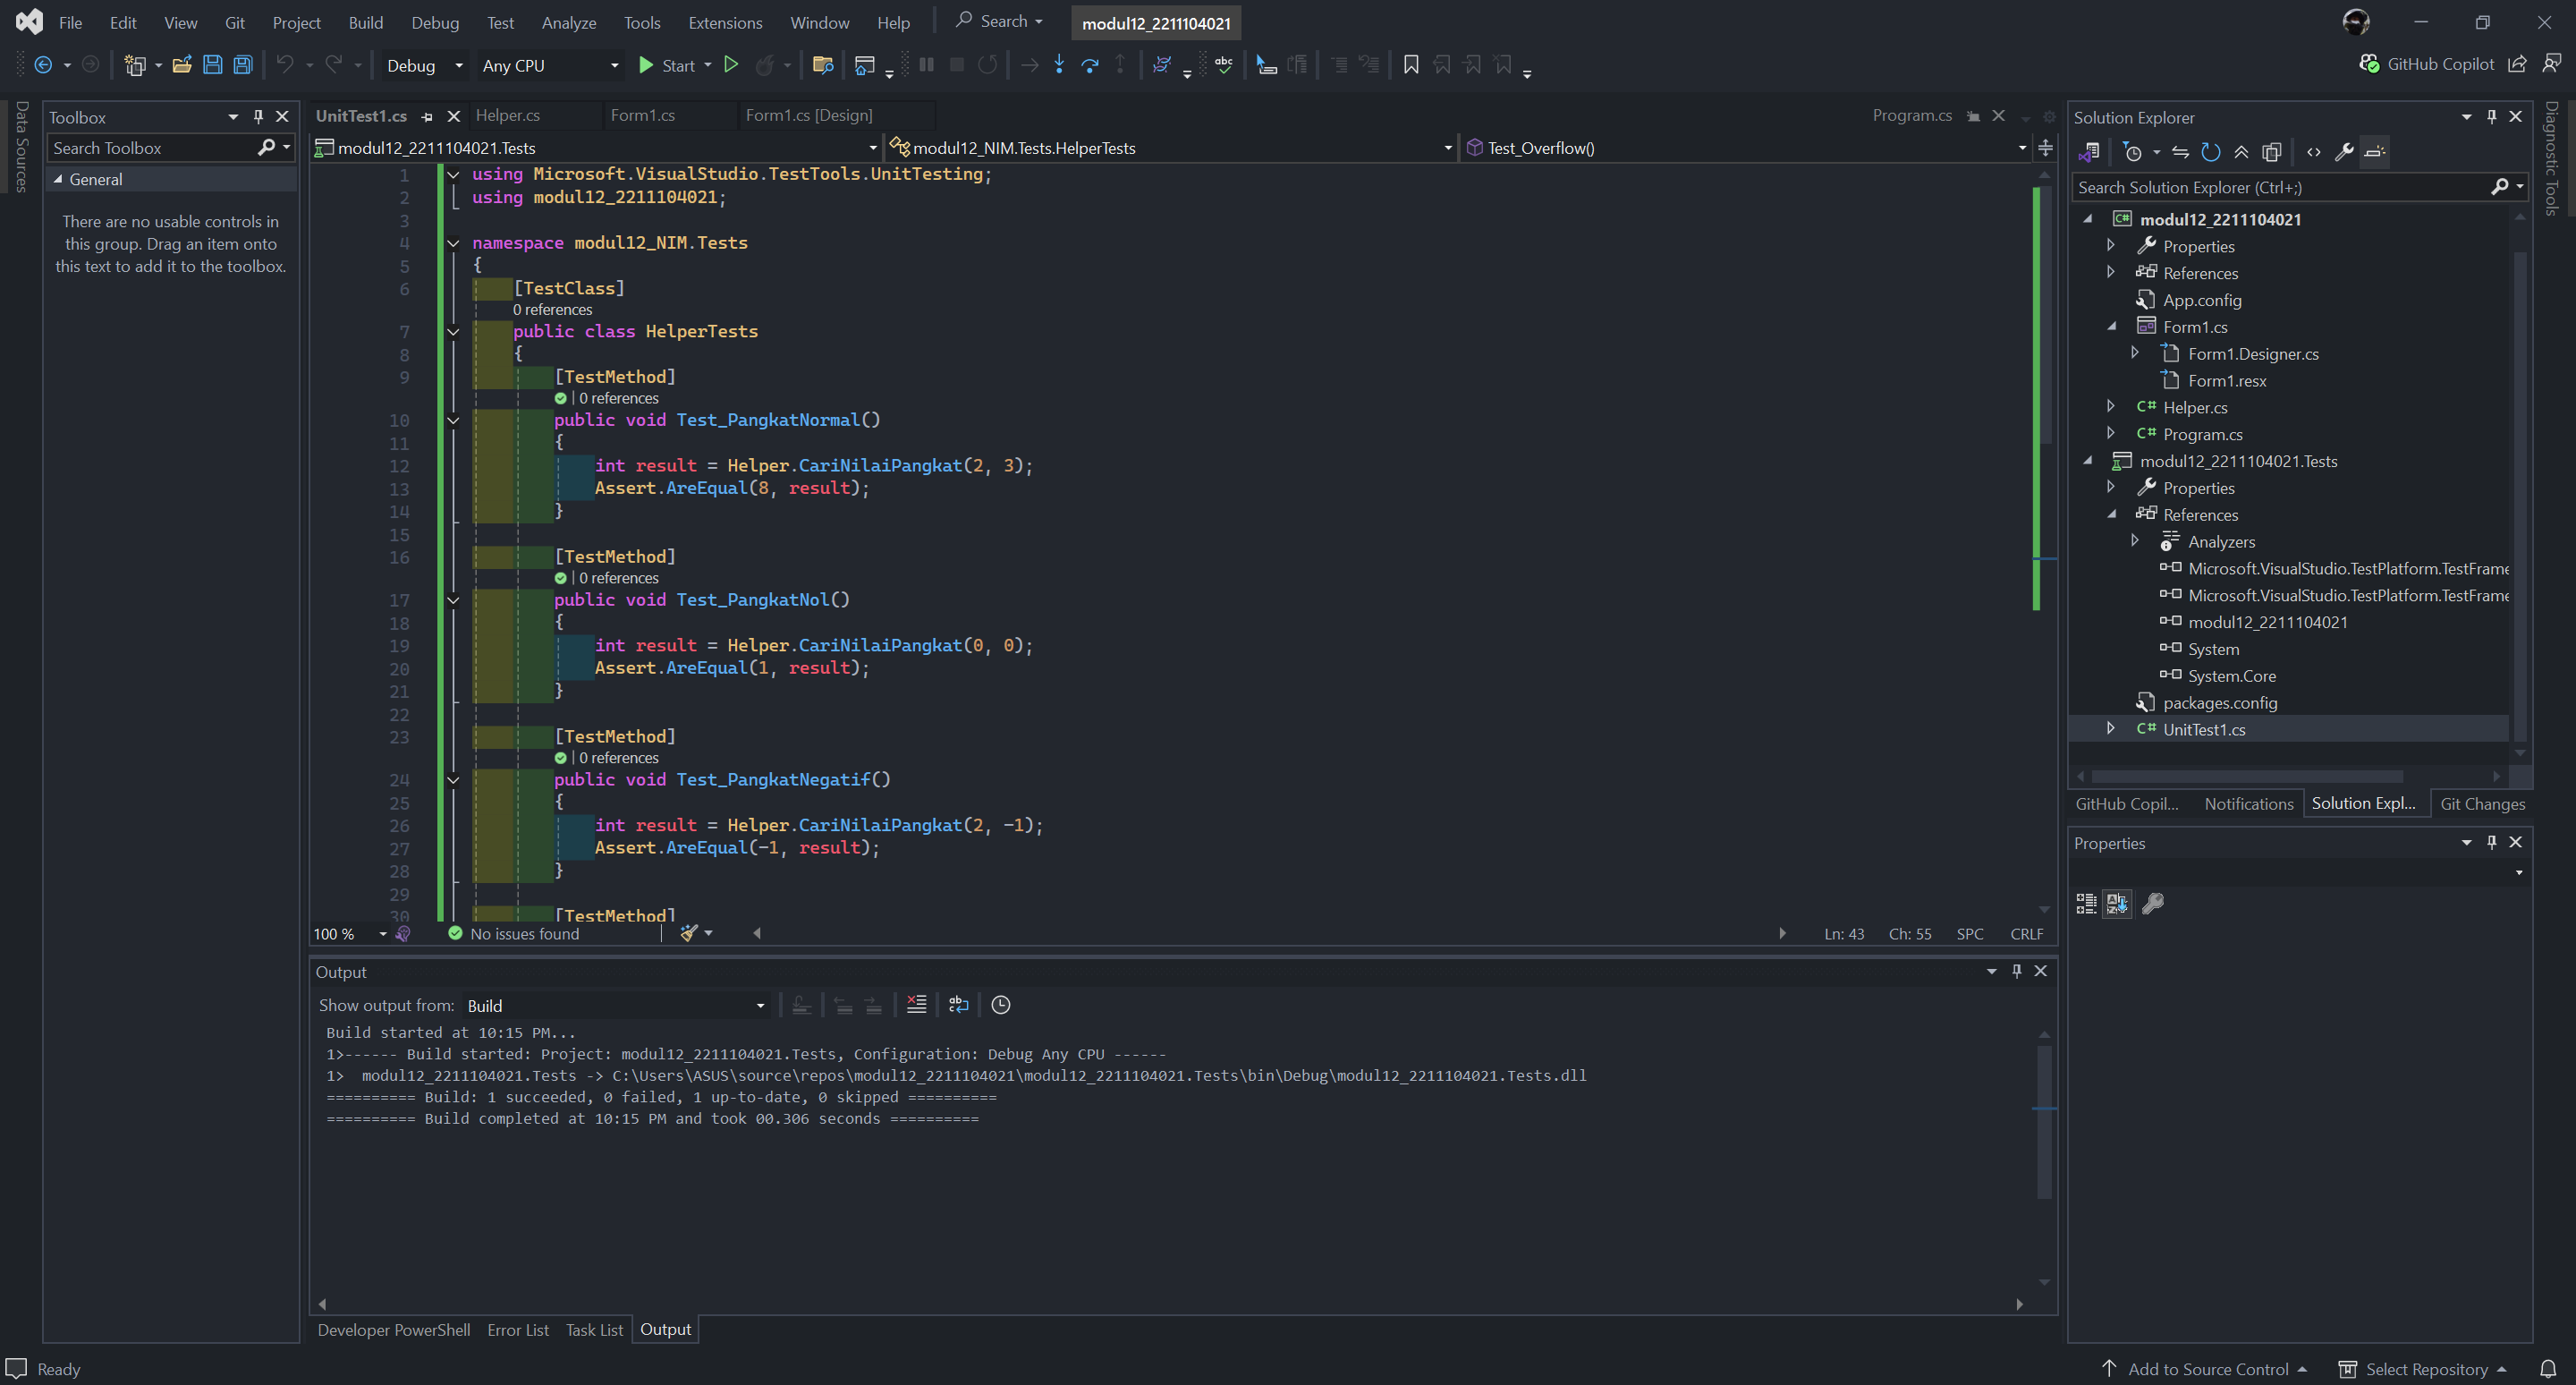 File Edit View Git Project Build Debug Test Analyze Tools Extensions Window Help Search modul12_2211104021
Debug Any CPU Start GitHub Copilot
Data Sources
Toolbox
Search Toolbox
General
There are no usable controls in
this group. Drag an item onto
this text to add it to the toolbox.
UnitTest1.cs Helper.cs Form1.cs Form1.cs [Design] Program.cs
modul12_2211104021.Tests modul12_NIM.Tests.HelperTests Test_Overflow()
1 using Microsoft.VisualStudio.TestTools.UnitTesting;
2 using modul12_2211104021;
3
4 namespace modul12_NIM.Tests
5 {
6 [TestClass]
0 references
7 public class HelperTests
8 {
9 [TestMethod]
| 0 references
10 public void Test_PangkatNormal()
11 {
12 int result = Helper.CariNilaiPangkat(2, 3);
13 Assert.AreEqual(8, result);
14 }
15
16 [TestMethod]
| 0 references
17 public void Test_PangkatNol()
18 {
19 int result = Helper.CariNilaiPangkat(0, 0);
20 Assert.AreEqual(1, result);
21 }
22
23 [TestMethod]
| 0 references
24 public void Test_PangkatNegatif()
25 {
26 int result = Helper.CariNilaiPangkat(2, -1);
27 Assert.AreEqual(-1, result);
28 }
29
30 [TestMethod]
100 % No issues found Ln: 43 Ch: 55 SPC CRLF
Output
Show output from: Build
Build started at 10:15 PM...
1>------ Build started: Project: modul12_2211104021.Tests, Configuration: Debug Any CPU ------
1>  modul12_2211104021.Tests -> C:\Users\ASUS\source\repos\modul12_2211104021\modul12_2211104021.Tests\bin\Debug\modul12_2211104021.Tests.dll
========== Build: 1 succeeded, 0 failed, 1 up-to-date, 0 skipped ==========
========== Build completed at 10:15 PM and took 00.306 seconds ==========
Developer PowerShell Error List Task List Output
Solution Explorer
Search Solution Explorer (Ctrl+;)
C# modul12_2211104021
Properties
References
App.config
Form1.cs
Form1.Designer.cs
Form1.resx
C# Helper.cs
C# Program.cs
modul12_2211104021.Tests
Properties
References
Analyzers
Microsoft.VisualStudio.TestPlatform.TestFrame
Microsoft.VisualStudio.TestPlatform.TestFrame
modul12_2211104021
System
System.Core
packages.config
C# UnitTest1.cs
GitHub Copil... Notifications Solution Expl... Git Changes
Properties
Diagnostic Tools
Ready Add to Source Control Select Repository